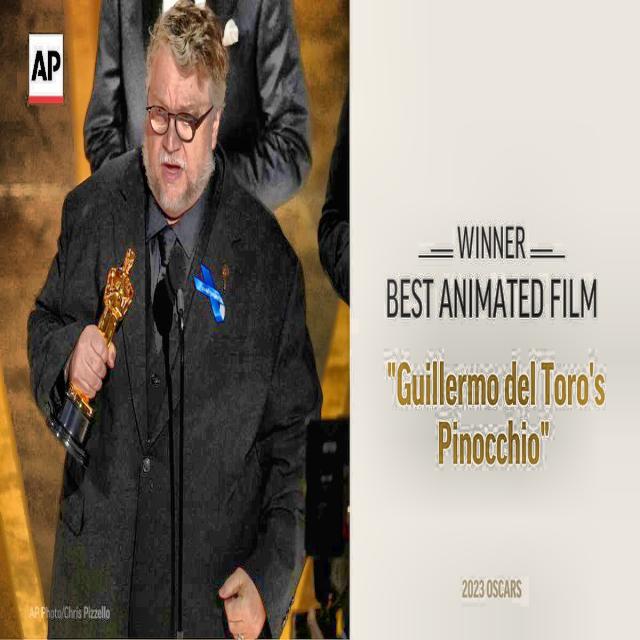 AP
WINNER
BEST ANIMATED FILM
"Guillermo del Toro's
Pinocchio"
2023 OSCARS
AP Photo/Chris Pizzello